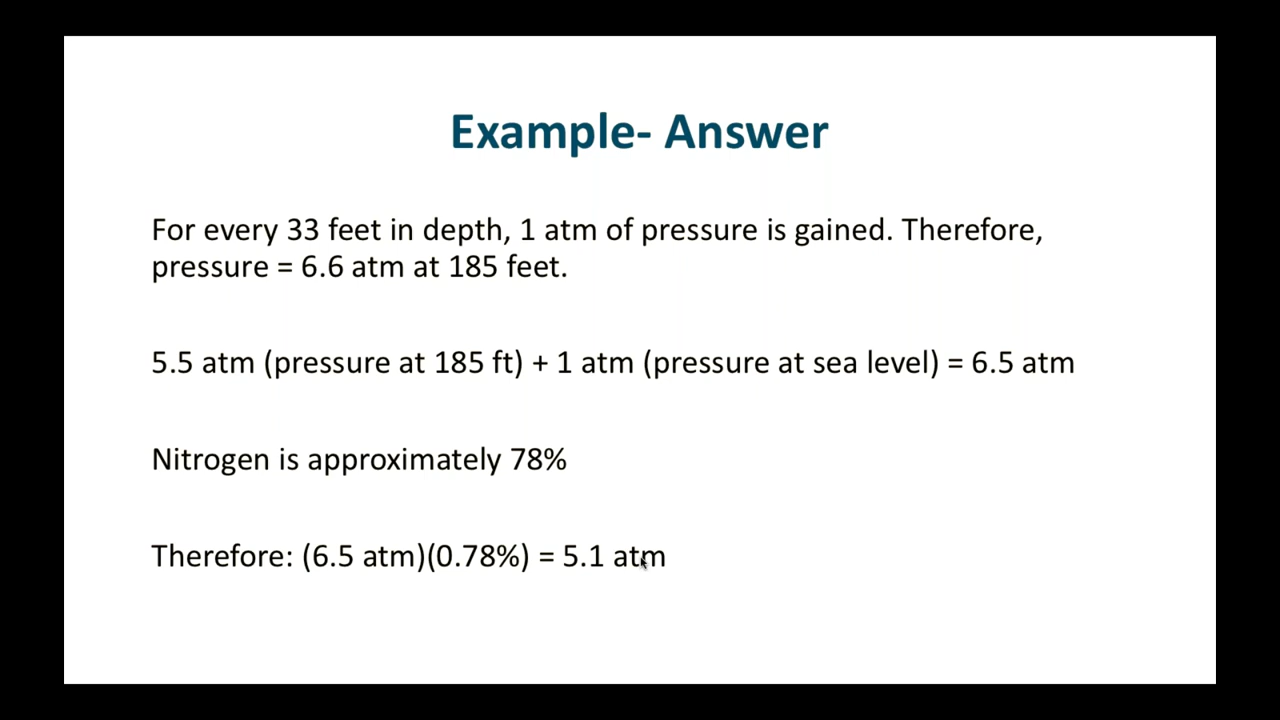 Example- Answer
For every 33 feet in depth, 1 atm of pressure is gained. Therefore,
pressure = 6.6 atm at 185 feet.
5.5 atm (pressure at 185 ft) + 1 atm (pressure at sea level) = 6.5 atm
Nitrogen is approximately 78%
Therefore: (6.5 atm)(0.78%) = 5.1 atm